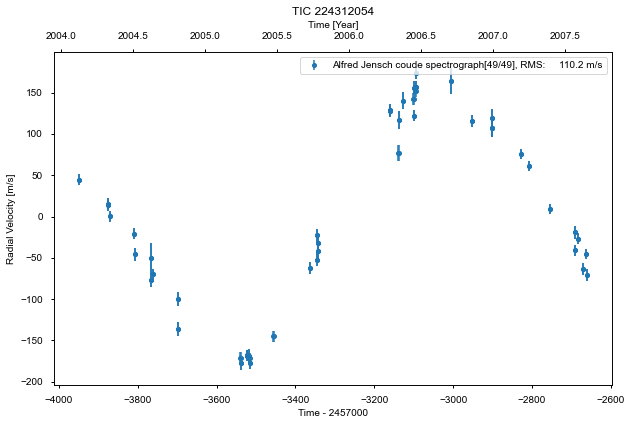 TIC 224312054
Time [Year]
2004.0 2004.5 2005.0 2005.5 2006.0 2006.5 2007.0 2007.5
Alfred Jensch coude spectrograph[49/49], RMS: 110.2 m/s
Radial Velocity [m/s]
150
100
50
0
−50
−100
−150
−200
−4000 −3800 −3600 −3400 −3200 −3000 −2800 −2600
Time - 2457000